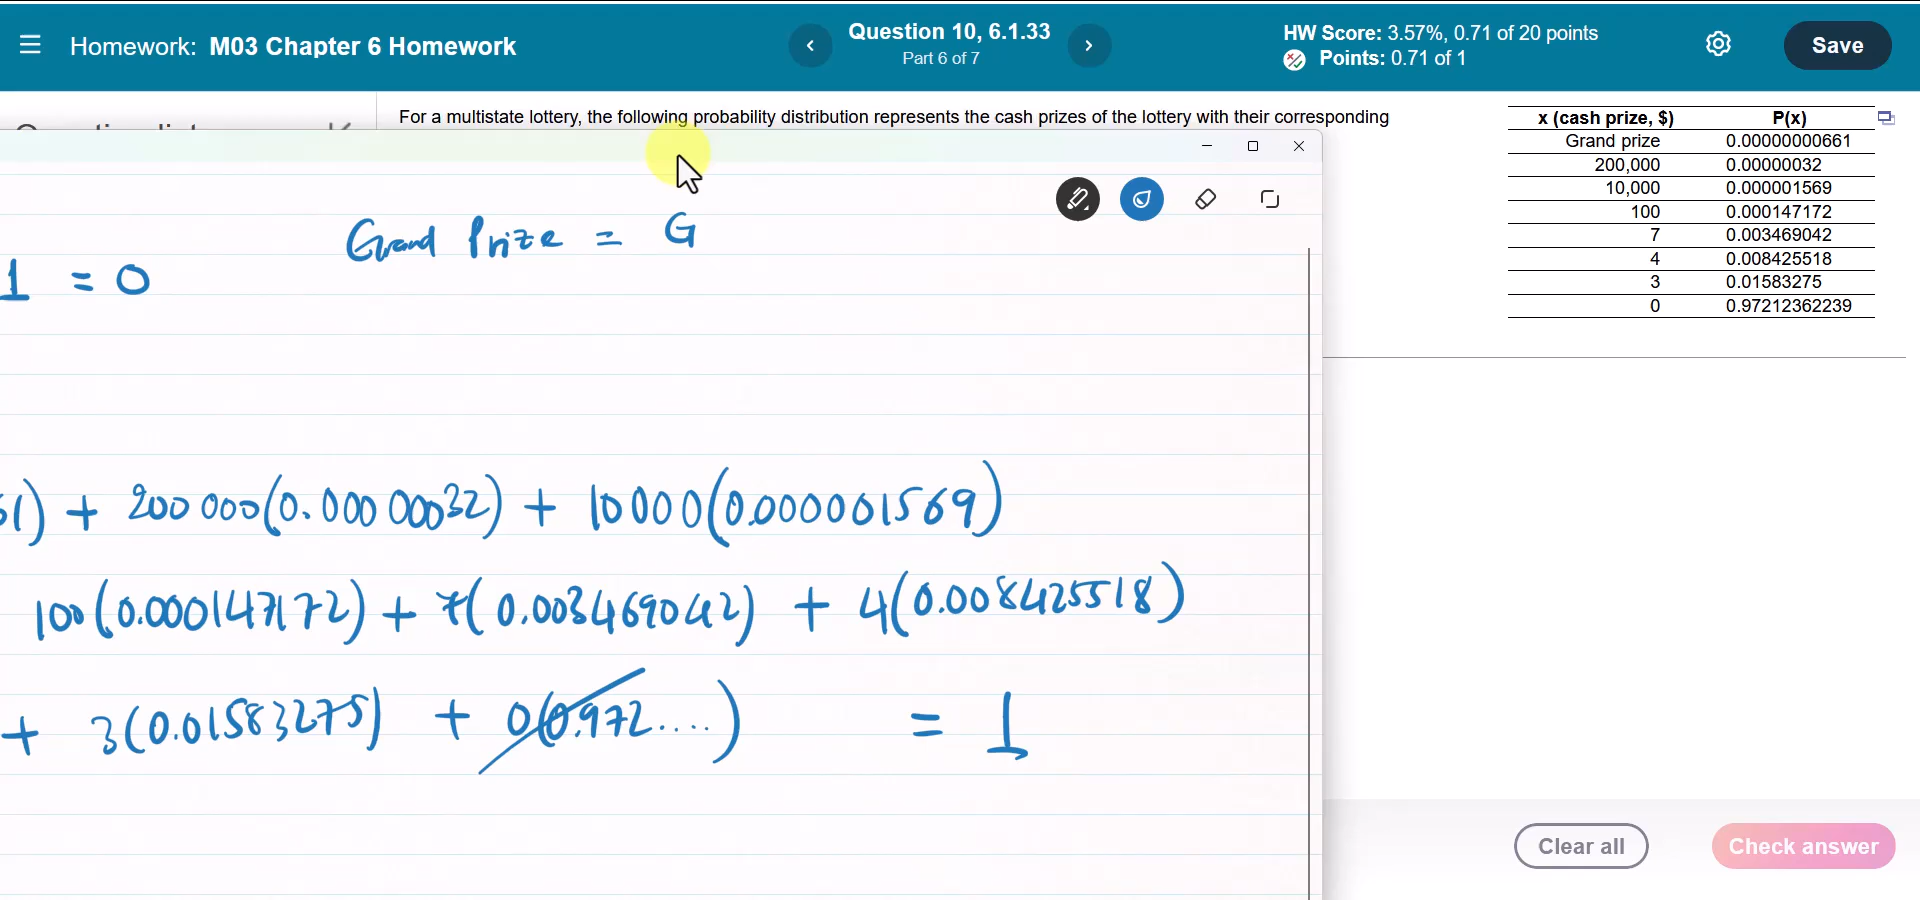 Homework: M03 Chapter 6 Homework
Question 10, 6.1.33
Part 6 of 7
HW Score: 3.57%, 0.71 of 20 points
Points: 0.71 of 1
Save
For a multistate lottery, the following probability distribution represents the cash prizes of the lottery with their corresponding
x (cash prize, $) P(x)
Grand prize 0.00000000661
200,000 0.00000032
10,000 0.000001569
100 0.000147172
7 0.003469042
4 0.008425518
3 0.01583275
0 0.97212362239
Grand Prize = G
1 = 0
61) + 200 000(0.00000032) + 10000(0.000001569)
100(0.000147172) + 7(0.003469042) + 4(0.008425518)
+ 3(0.01583275) + 0(0.972....) = 1
Clear all
Check answer